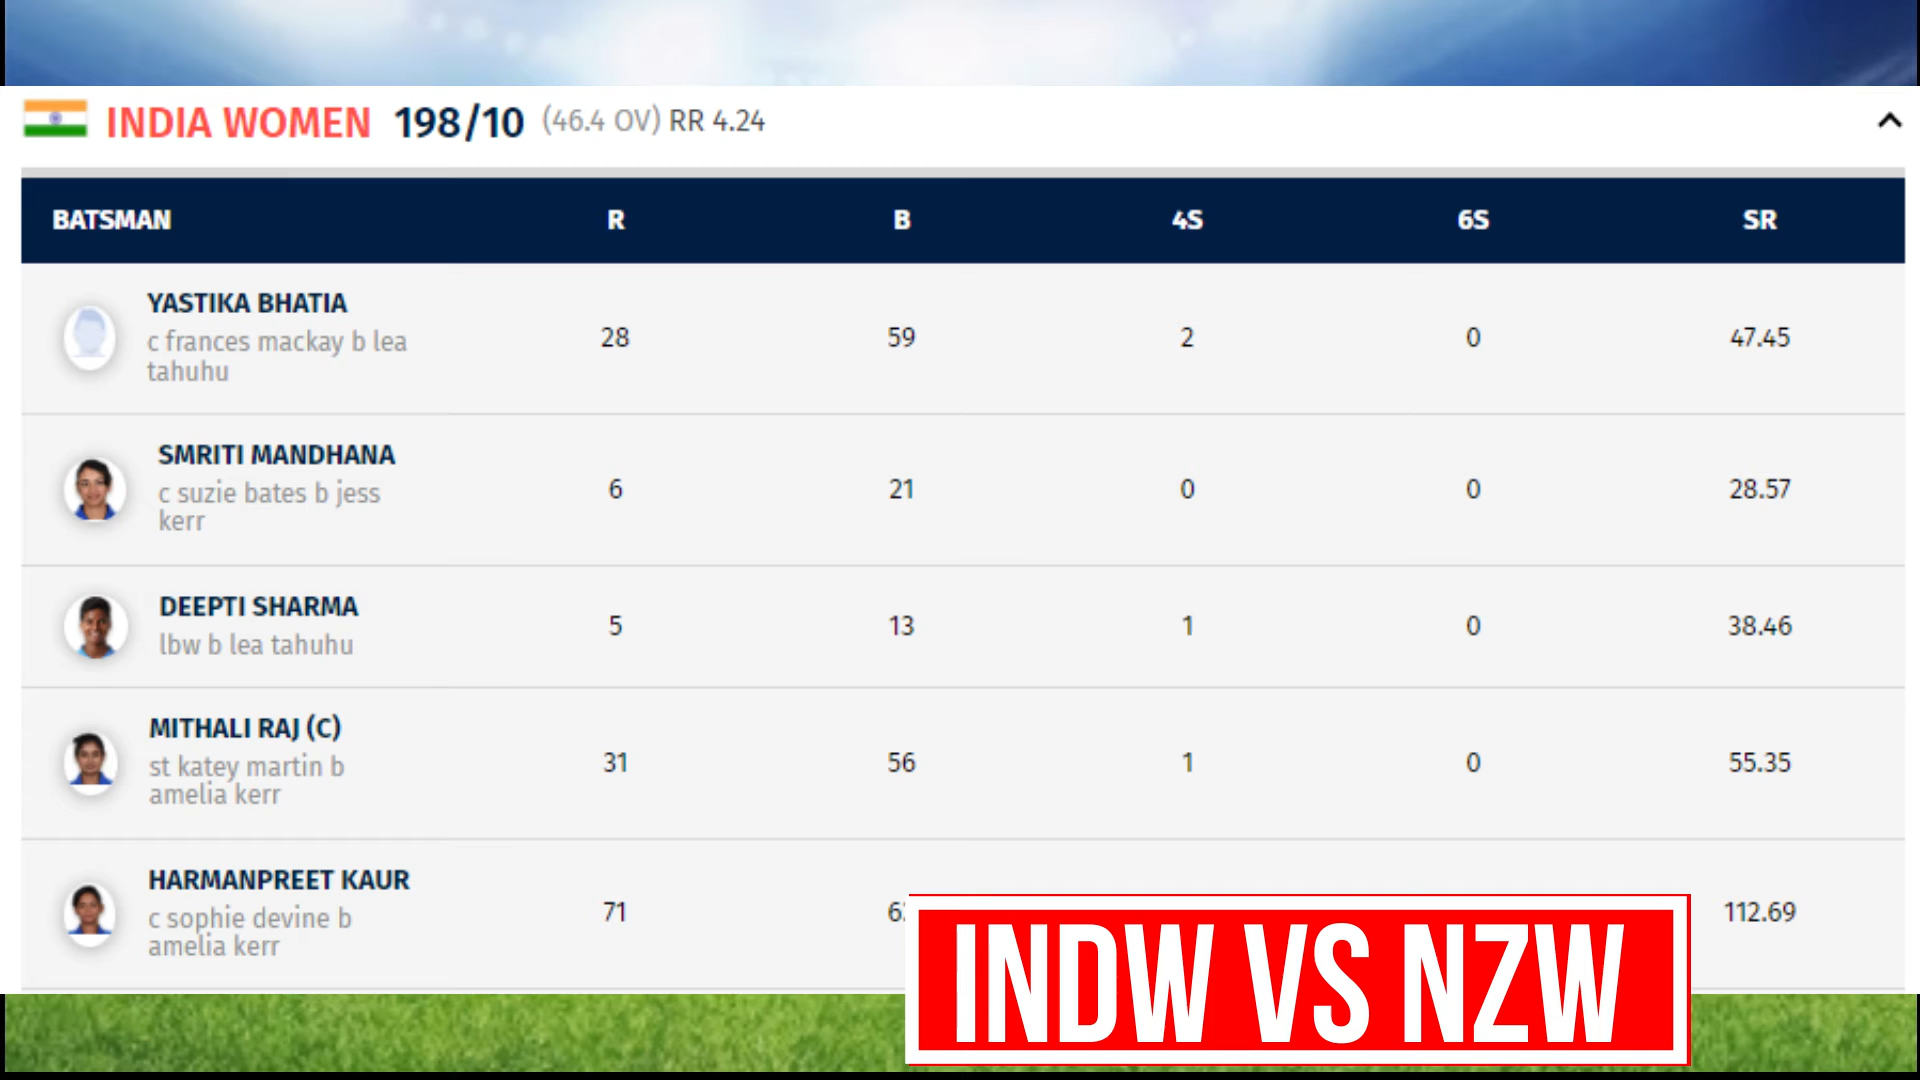 INDIA WOMEN 198/10 (46.4 OV) RR 4.24
BATSMAN R B 4S 6S SR
YASTIKA BHATIA
c frances mackay b lea
tahuhu
28 59 2 0 47.45
SMRITI MANDHANA
c suzie bates b jess
kerr
6 21 0 0 28.57
DEEPTI SHARMA
lbw b lea tahuhu
5 13 1 0 38.46
MITHALI RAJ (C)
st katey martin b
amelia kerr
31 56 1 0 55.35
HARMANPREET KAUR
c sophie devine b
amelia kerr
71 112.69
INDW VS NZW